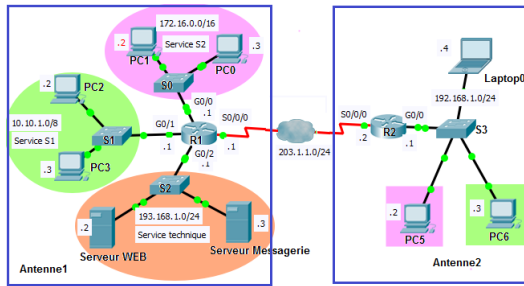 172.16.0.0/16
.2
Service S2
.3
PC1
PC0
S0
G0/0
.1
.2
PC2
10.10.1.0/8
Service S1
S1
G0/1
.1
R1
S0/0/0
.1
.3
PC3
G0/2
.1
S2
193.168.1.0/24
.2
Service technique
.3
Serveur WEB
Serveur Messagerie
Antenne1
203.1.1.0/24
.4
Laptop0
192.168.1.0/24
S0/0/0
.2
R2
G0/0
.1
S3
.2
PC5
.3
PC6
Antenne2